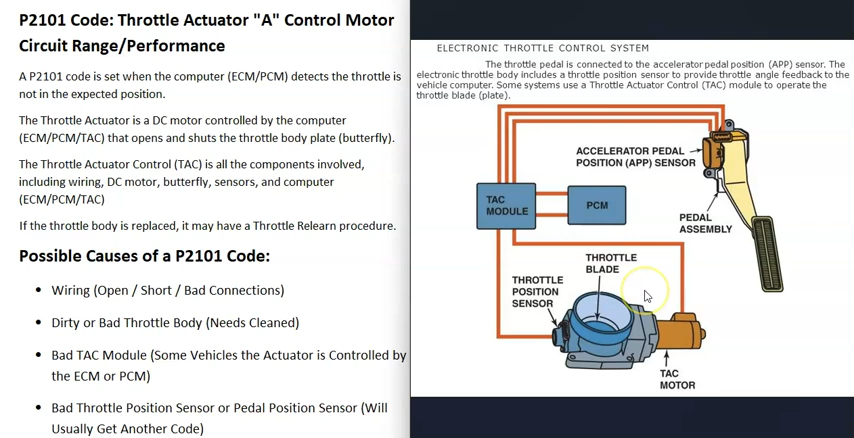 P2101 Code: Throttle Actuator "A" Control Motor
Circuit Range/Performance
A P2101 code is set when the computer (ECM/PCM) detects the throttle is
not in the expected position.
The Throttle Actuator is a DC motor controlled by the computer
(ECM/PCM/TAC) that opens and shuts the throttle body plate (butterfly).
The Throttle Actuator Control (TAC) is all the components involved,
including wiring, DC motor, butterfly, sensors, and computer
(ECM/PCM/TAC)
If the throttle body is replaced, it may have a Throttle Relearn procedure.
Possible Causes of a P2101 Code:
• Wiring (Open / Short / Bad Connections)
• Dirty or Bad Throttle Body (Needs Cleaned)
• Bad TAC Module (Some Vehicles the Actuator is Controlled by
the ECM or PCM)
• Bad Throttle Position Sensor or Pedal Position Sensor (Will
Usually Get Another Code)
ELECTRONIC THROTTLE CONTROL SYSTEM
The throttle pedal is connected to the accelerator pedal position (APP) sensor. The
electronic throttle body includes a throttle position sensor to provide throttle angle feedback to the
vehicle computer. Some systems use a Throttle Actuator Control (TAC) module to operate the
throttle blade (plate).
ACCELERATOR PEDAL
POSITION (APP) SENSOR
TAC
MODULE
PCM
PEDAL
ASSEMBLY
THROTTLE
BLADE
THROTTLE
POSITION
SENSOR
TAC
MOTOR